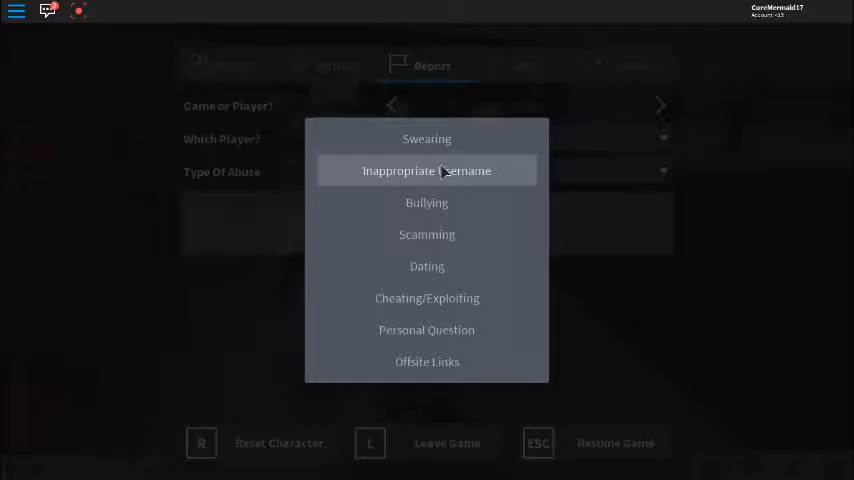 CureMermaid17
Account <13
Report
Game or Player?
Which Player?
Type Of Abuse
Swearing
Inappropriate Username
Bullying
Scamming
Dating
Cheating/Exploiting
Personal Question
Offsite Links
R Reset Character
L Leave Game
ESC Resume Game